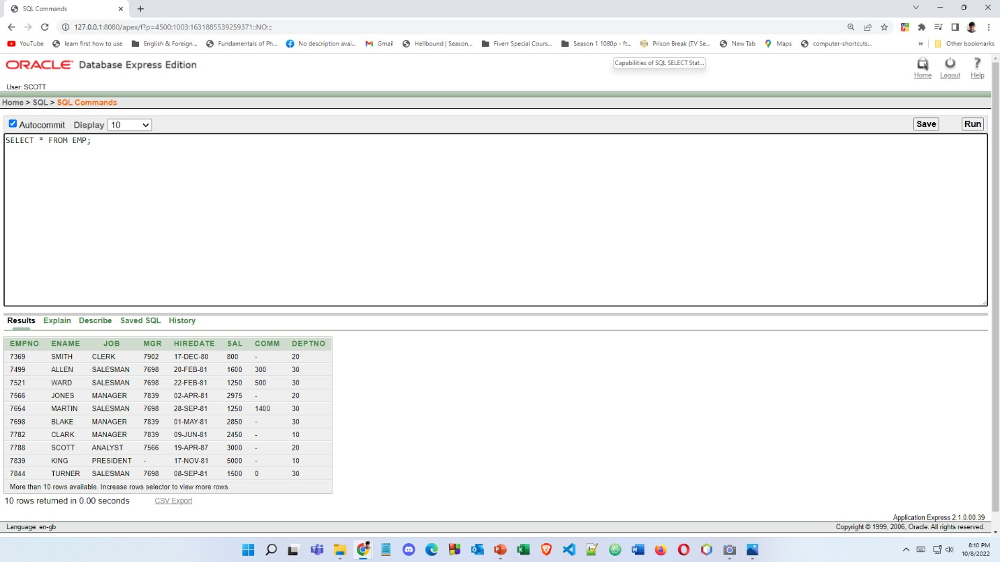 SQL Commands
127.0.0.1:8080/apex/f?p=4500:1003:1631885539259371::NO:::
YouTube learn first how to use English & Foreign... Fundamentals of Ph... No description avai... Gmail Hellbound | Season... Fiverr Special Cours... Season 1 1080p - ft... Prison Break (TV Se... New Tab Maps computer-shortcuts... » Other bookmarks
ORACLE Database Express Edition
Capabilities of SQL SELECT Stat...
Home Logout Help
User: SCOTT
Home > SQL > SQL Commands
Autocommit Display 10 Save Run
SELECT * FROM EMP;
Results Explain Describe Saved SQL History
EMPNO ENAME JOB MGR HIREDATE SAL COMM DEPTNO
7369 SMITH CLERK 7902 17-DEC-80 800 - 20
7499 ALLEN SALESMAN 7698 20-FEB-81 1600 300 30
7521 WARD SALESMAN 7698 22-FEB-81 1250 500 30
7566 JONES MANAGER 7839 02-APR-81 2975 - 20
7654 MARTIN SALESMAN 7698 28-SEP-81 1250 1400 30
7698 BLAKE MANAGER 7839 01-MAY-81 2850 - 30
7782 CLARK MANAGER 7839 09-JUN-81 2450 - 10
7788 SCOTT ANALYST 7566 19-APR-87 3000 - 20
7839 KING PRESIDENT - 17-NOV-81 5000 - 10
7844 TURNER SALESMAN 7698 08-SEP-81 1500 0 30
More than 10 rows available. Increase rows selector to view more rows.
10 rows returned in 0.00 seconds CSV Export
Application Express 2.1.0.00.39
Language: en-gb Copyright © 1999, 2006, Oracle. All rights reserved.
8:10 PM
10/8/2022